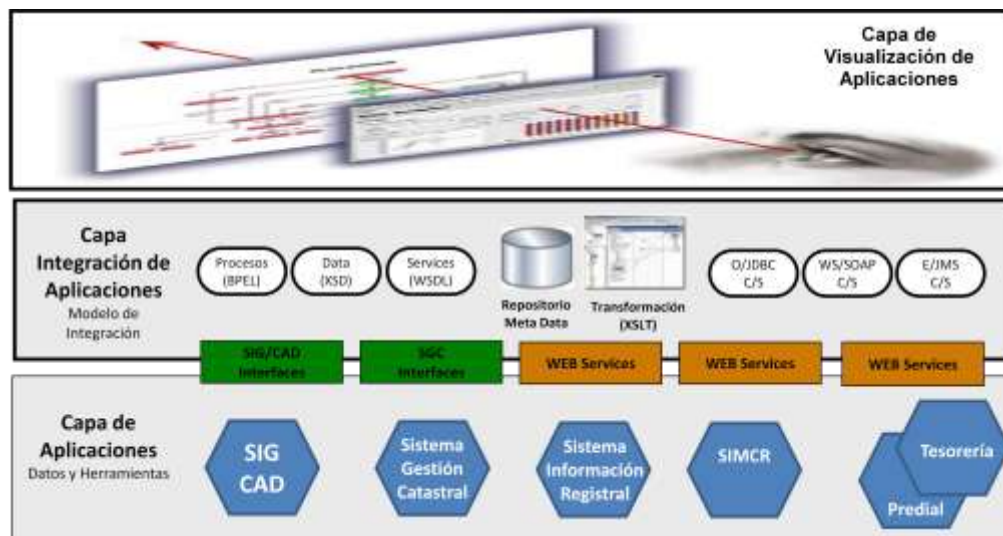 Capa de
Visualización de
Aplicaciones
Capa
Integración de
Aplicaciones
Modelo de
Integración
Procesos
(BPEL)
Data
(XSD)
Services
(WSDL)
Repositorio
Meta Data
Transformación
(XSLT)
O/JDBC
C/S
WS/SOAP
C/S
E/JMS
C/S
SIG/CAD
Interfaces
SGC
Interfaces
WEB Services
WEB Services
WEB Services
Capa de
Aplicaciones
Datos y Herramientas
SIG
CAD
Sistema
Gestión
Catastral
Sistema
Información
Registral
SIMCR
Tesorería
Predial